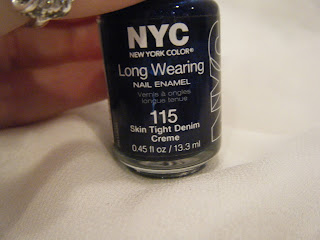 NYC
NEW YORK COLOR®
Long Wearing
NAIL ENAMEL
Vernis à ongles
longue tenue
115
Skin Tight Denim
Creme
0.45 fl oz / 13.3 ml
NYC